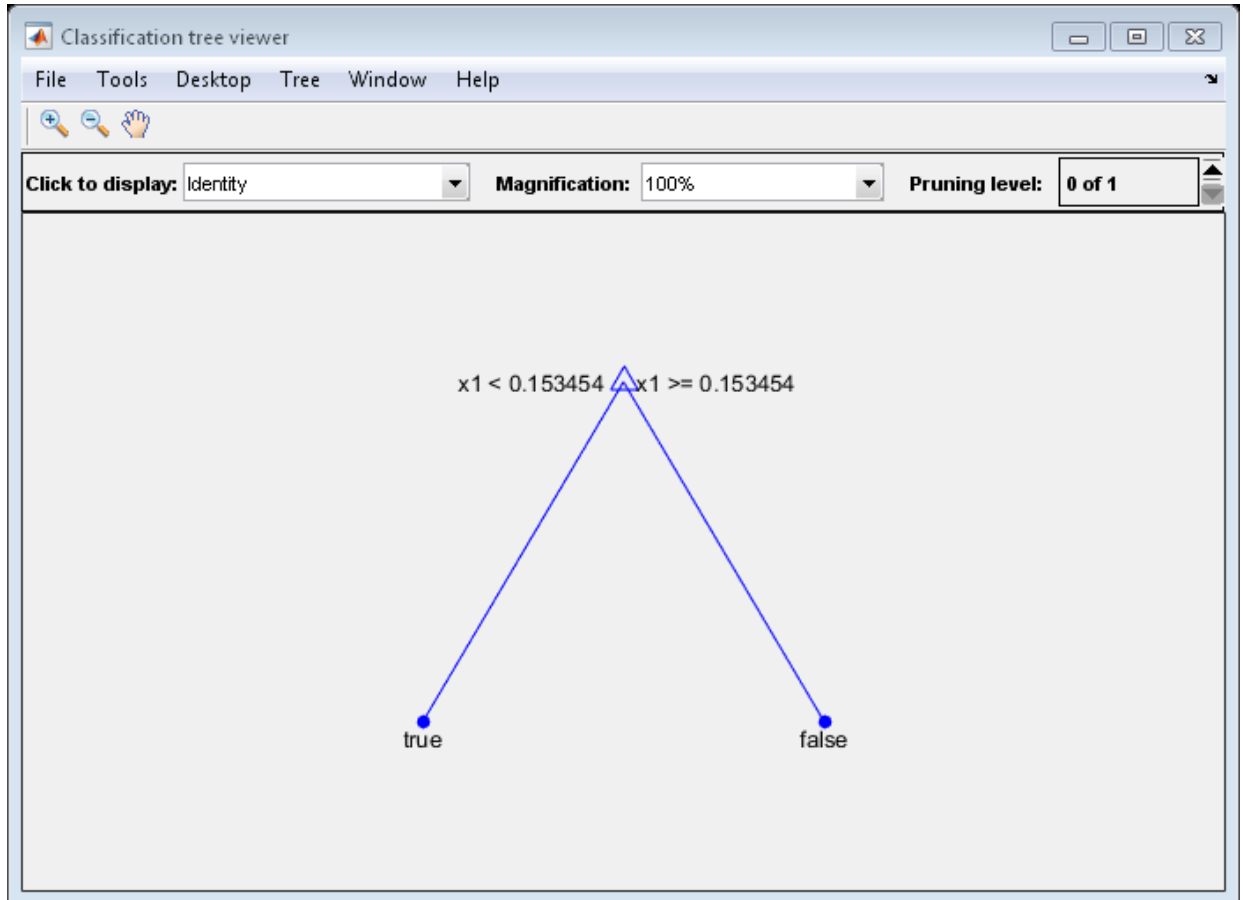 Classification tree viewer
File Tools Desktop Tree Window Help
Click to display: Identity Magnification: 100% Pruning level: 0 of 1
x1 < 0.153454 x1 >= 0.153454
true false